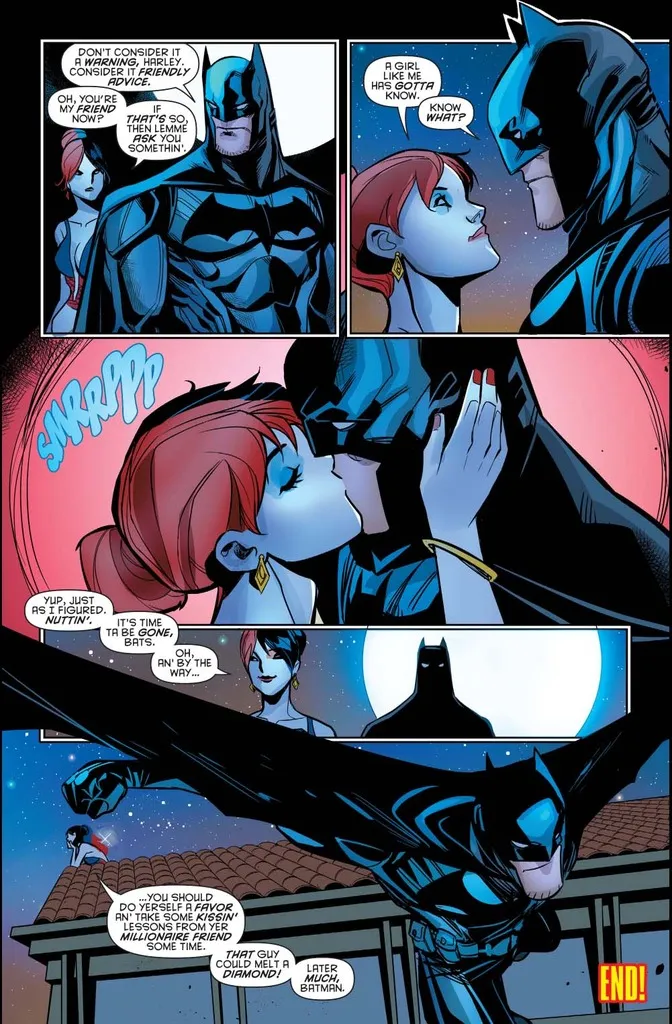 DON'T CONSIDER IT
A WARNING, HARLEY.
CONSIDER IT FRIENDLY
ADVICE.
OH, YOU'RE
MY FRIEND
NOW?
IF
THAT'S SO,
THEN LEMME
ASK YOU
SOMETHIN'.
A GIRL
LIKE ME
HAS GOTTA
KNOW.
KNOW
WHAT?
SMRRPPP
YUP, JUST
AS I FIGURED.
NUTTIN'.
IT'S TIME
TA BE GONE,
BATS.
OH,
AN' BY THE
WAY...
...YOU SHOULD
DO YERSELF A FAVOR
AN' TAKE SOME KISSIN'
LESSONS FROM YER
MILLIONAIRE FRIEND
SOME TIME.
THAT GUY
COULD MELT A
DIAMOND!
LATER
MUCH,
BATMAN.
END!